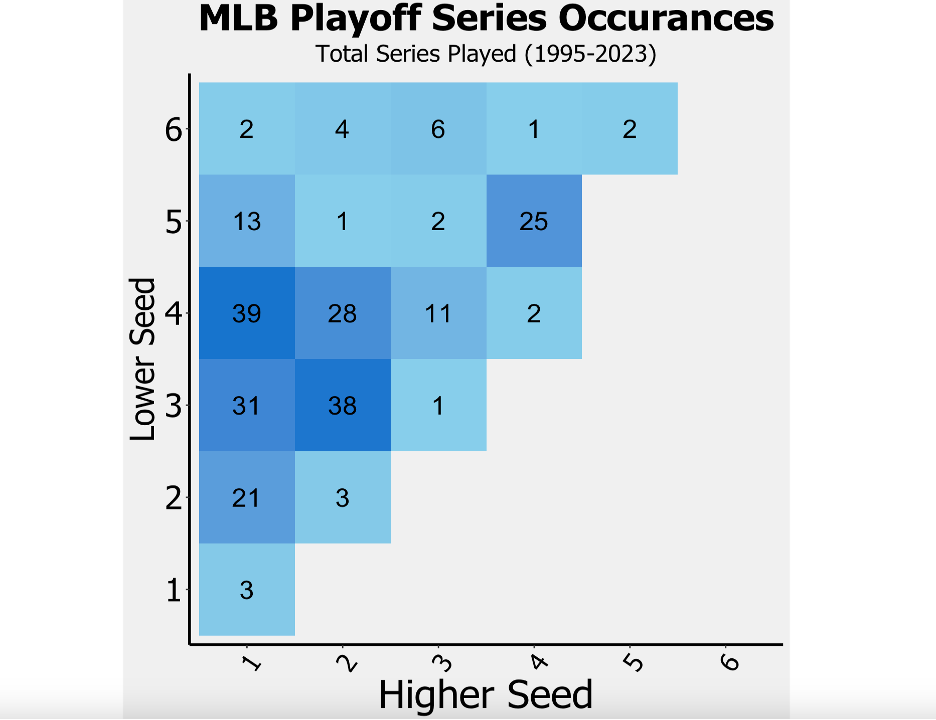 MLB Playoff Series Occurances
Total Series Played (1995-2023)
6 2 4 6 1 2
5 13 1 2 25
4 39 28 11 2
3 31 38 1
2 21 3
1 3
Lower Seed
1 2 3 4 5 6
Higher Seed